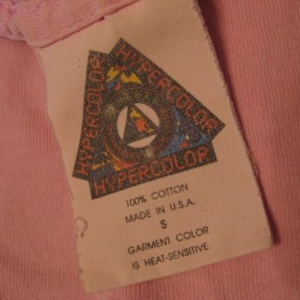 HYPERCOLOR
HYPERCOLOR
HYPERCOLOR
100% COTTON
MADE IN U.S.A.
S
GARMENT COLOR
IS HEAT-SENSITIVE.